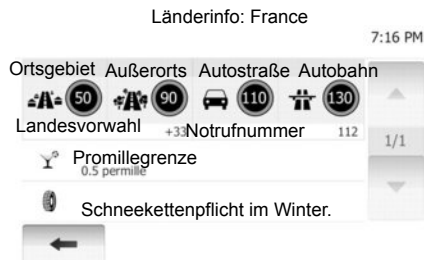 Länderinfo: France
7:16 PM
Ortsgebiet Außerorts Autostraße Autobahn
50 90 110 130
Landesvorwahl +33 Notrufnummer 112
1/1
Promillegrenze
0.5 permille
Schneekettenpflicht im Winter.